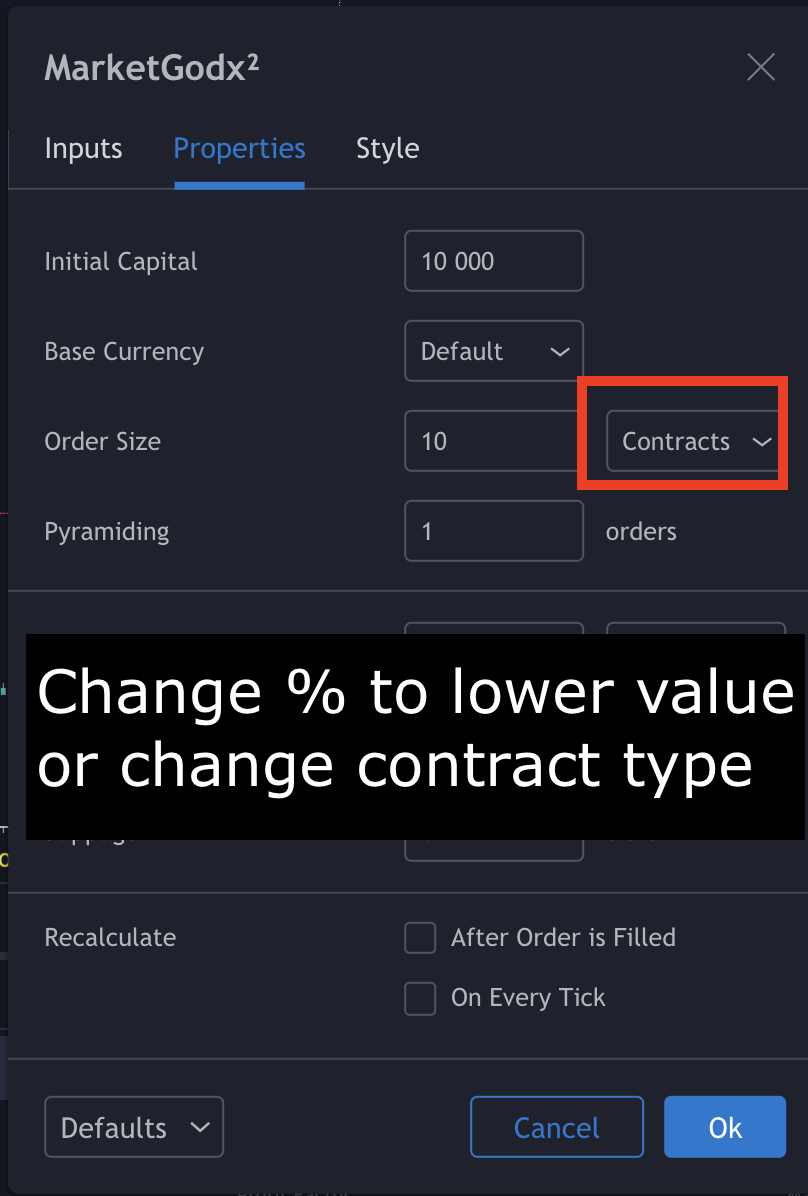 MarketGodx²
Inputs Properties Style
Initial Capital 10 000
Base Currency Default
Order Size 10 Contracts
Pyramiding 1 orders
Change % to lower value
or change contract type
Recalculate After Order is Filled
On Every Tick
Defaults Cancel Ok